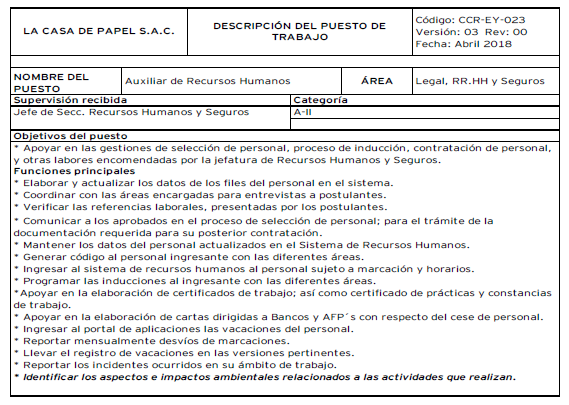 LA CASA DE PAPEL S.A.C.
DESCRIPCIÓN DEL PUESTO DE
TRABAJO
Código: CCR-EY-023
Versión: 03 Rev: 00
Fecha: Abril 2018
NOMBRE DEL
PUESTO
Auxiliar de Recursos Humanos
ÁREA
Legal, RR.HH y Seguros
Supervisión recibida
Categoría
Jefe de Secc. Recursos Humanos y Seguros
A-II
Objetivos del puesto
* Apoyar en las gestiones de selección de personal, proceso de inducción, contratación de personal,
y otras labores encomendadas por la jefatura de Recursos Humanos y Seguros.
Funciones principales
* Elaborar y actualizar los datos de los files del personal en el sistema.
* Coordinar con las áreas encargadas para entrevistas a postulantes.
* Verificar las referencias laborales, presentadas por los postulantes.
* Comunicar a los aprobados en el proceso de selección de personal; para el trámite de la
documentación requerida para su posterior contratación.
* Mantener los datos del personal actualizados en el Sistema de Recursos Humanos.
* Generar código al personal ingresante con las diferentes áreas.
* Ingresar al sistema de recursos humanos al personal sujeto a marcación y horarios.
* Programar las inducciones al ingresante con las diferentes áreas.
*Apoyar en la elaboración de certificados de trabajo; así como certificado de prácticas y constancias
de trabajo.
* Apoyar en la elaboración de cartas dirigidas a Bancos y AFP´s con respecto del cese de personal.
* Ingresar al portal de aplicaciones las vacaciones del personal.
* Reportar mensualmente desvíos de marcaciones.
* Llevar el registro de vacaciones en las versiones pertinentes.
* Reportar los incidentes ocurridos en su ámbito de trabajo.
* Identificar los aspectos e impactos ambientales relacionados a las actividades que realizan.